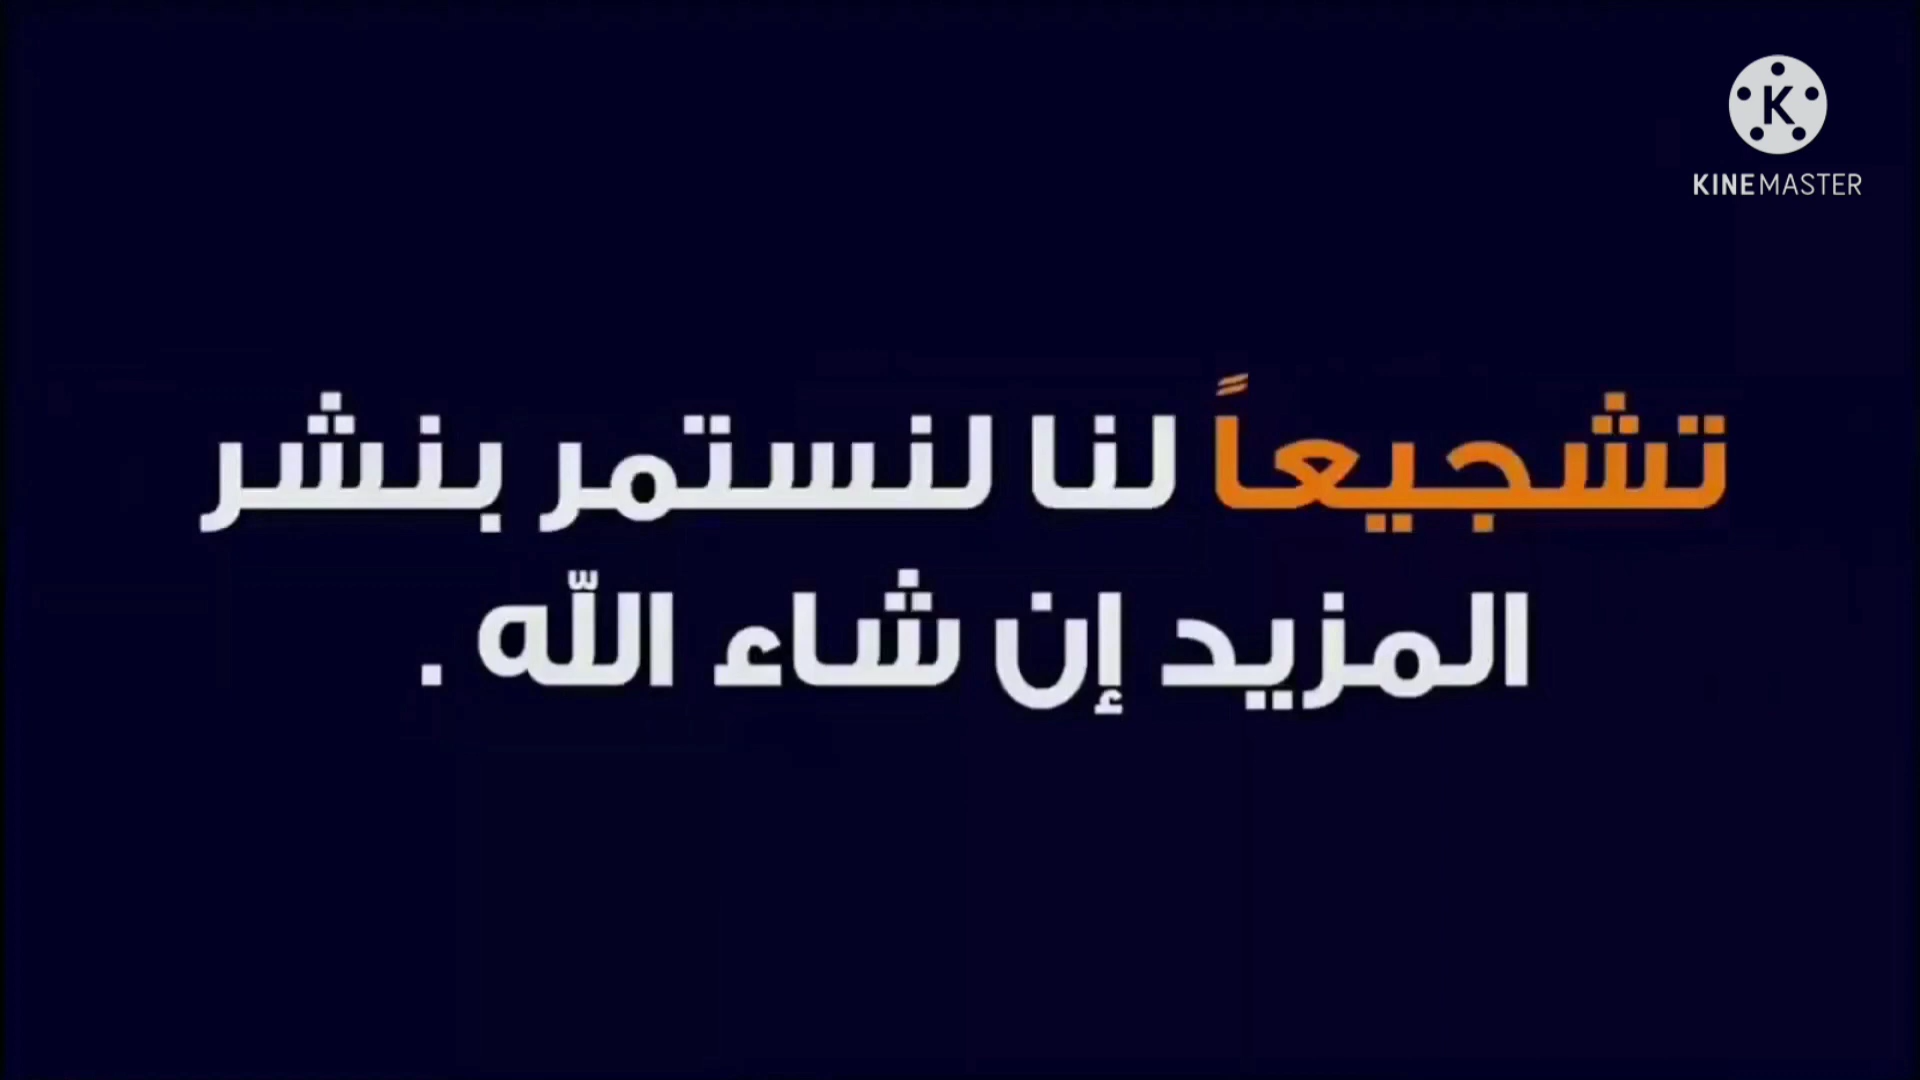 KINEMASTER
تشجيعاً لنا لنستمر بنشر
المزيد إن شاء اللّه .